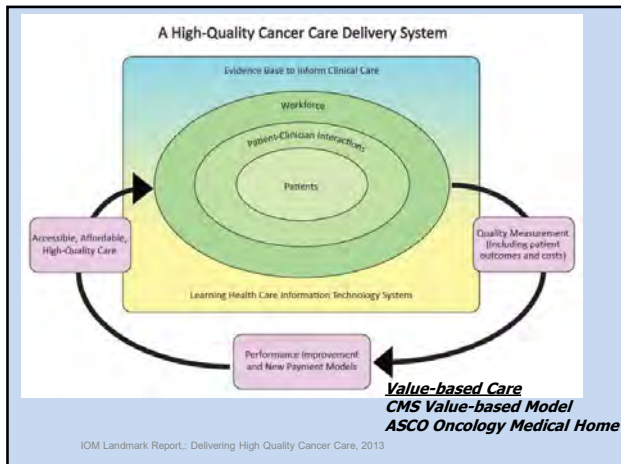 A High-Quality Cancer Care Delivery System
Evidence Base to Inform Clinical Care
Workforce
Patient-Clinician Interactions
Patients
Accessible, Affordable,
High-Quality Care
Quality Measurement
(including patient
outcomes and costs)
Learning Health Care Information Technology System
Performance Improvement
and New Payment Models
Value-based Care
CMS Value-based Model
ASCO Oncology Medical Home
IOM Landmark Report,: Delivering High Quality Cancer Care, 2013